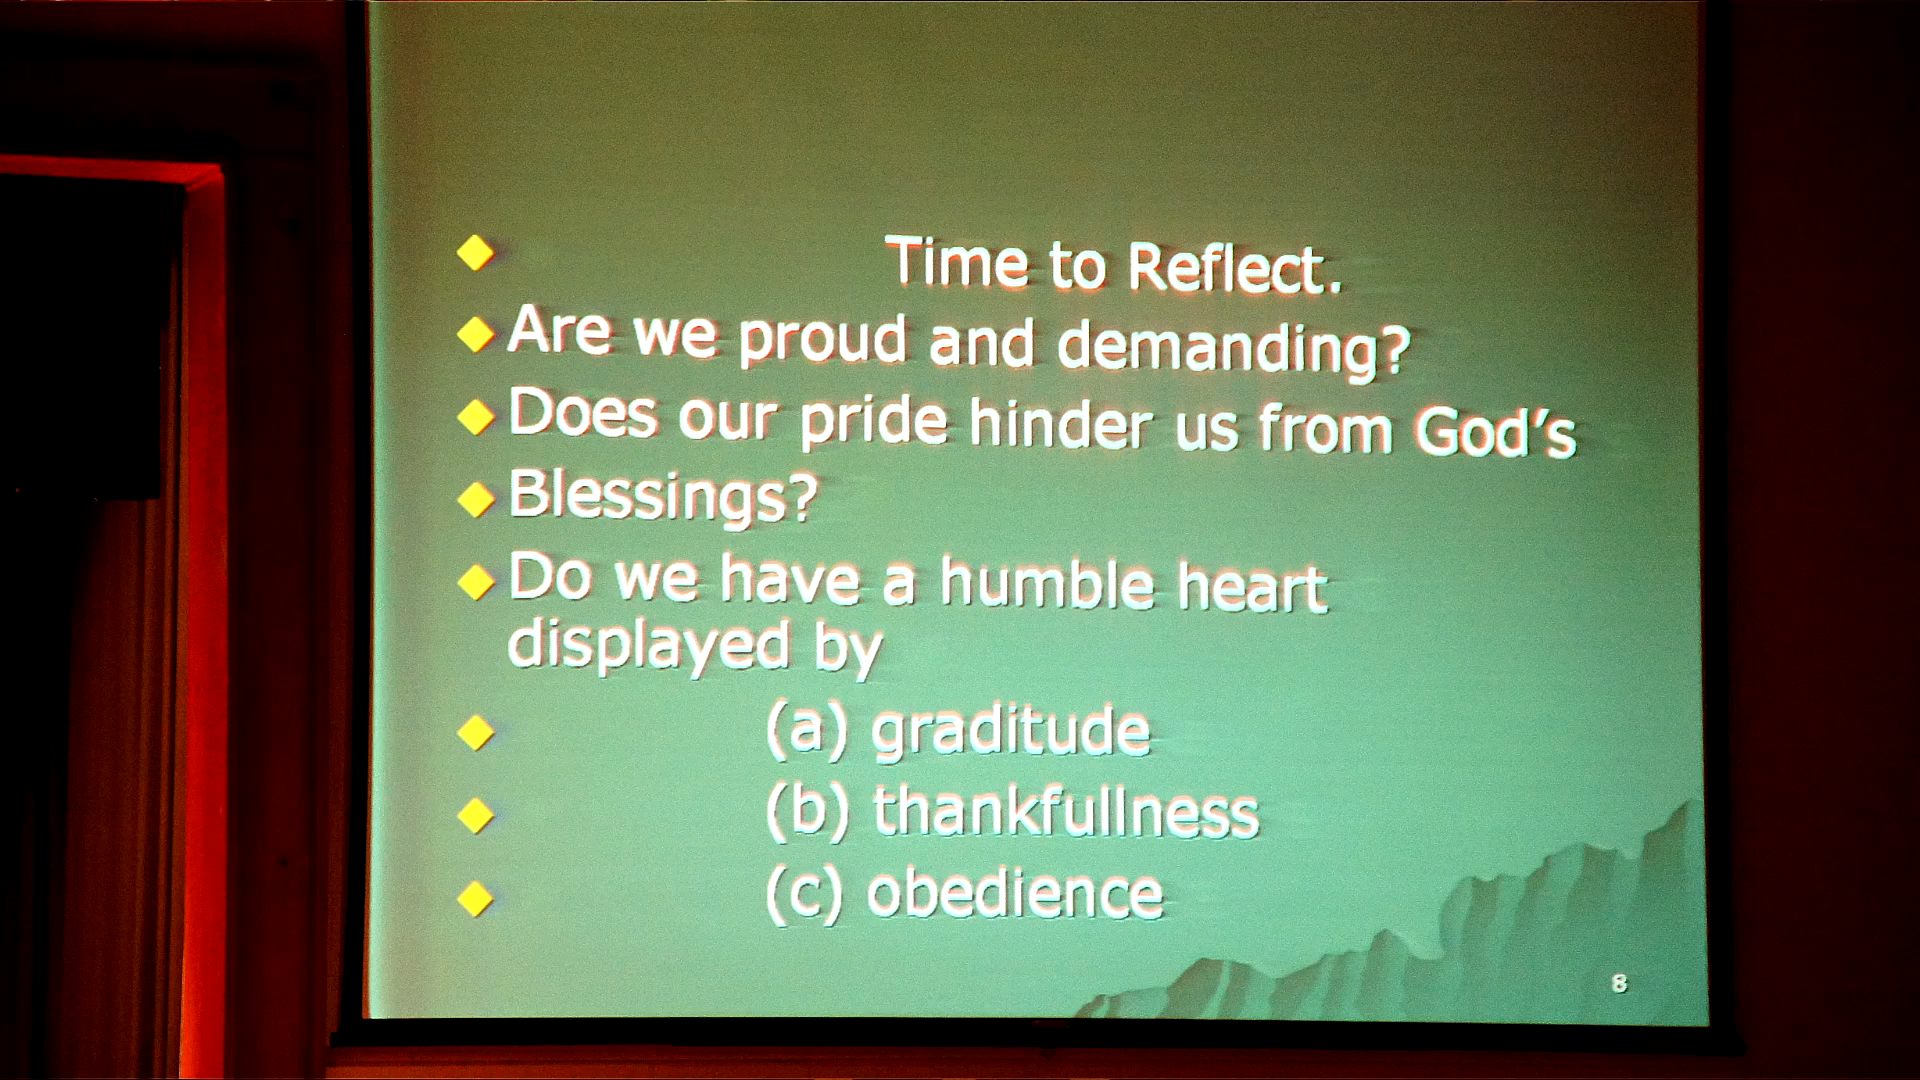 Time to Reflect.
Are we proud and demanding?
Does our pride hinder us from God's
Blessings?
Do we have a humble heart
displayed by
(a) graditude
(b) thankfullness
(c) obedience
8